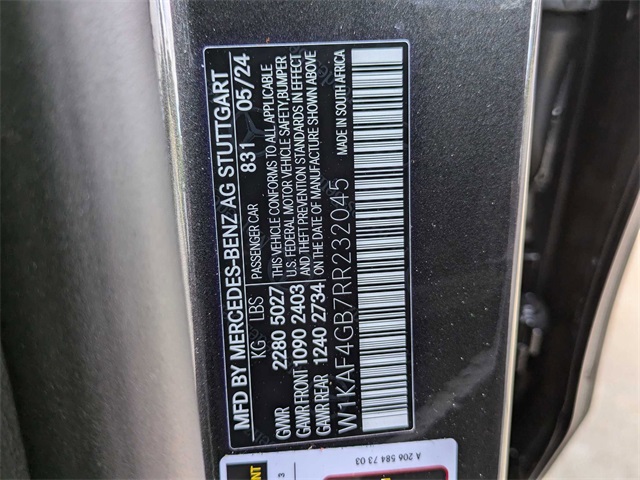 MFD BY MERCEDES-BENZ AG STUTTGART
831 05/24
KG LBS PASSENGER CAR
GVWR 2280 5027
GAWR FRONT 1090 2403
GAWR REAR 1240 2734
THIS VEHICLE CONFORMS TO ALL APPLICABLE
U.S. FEDERAL MOTOR VEHICLE SAFETY, BUMPER
AND THEFT PREVENTION STANDARDS IN EFFECT
ON DATE OF MANUFACTURE SHOWN ABOVE
W1KAF4GB7RR232045 MADE IN SOUTH AFRICA
A 206 584 73 03
3